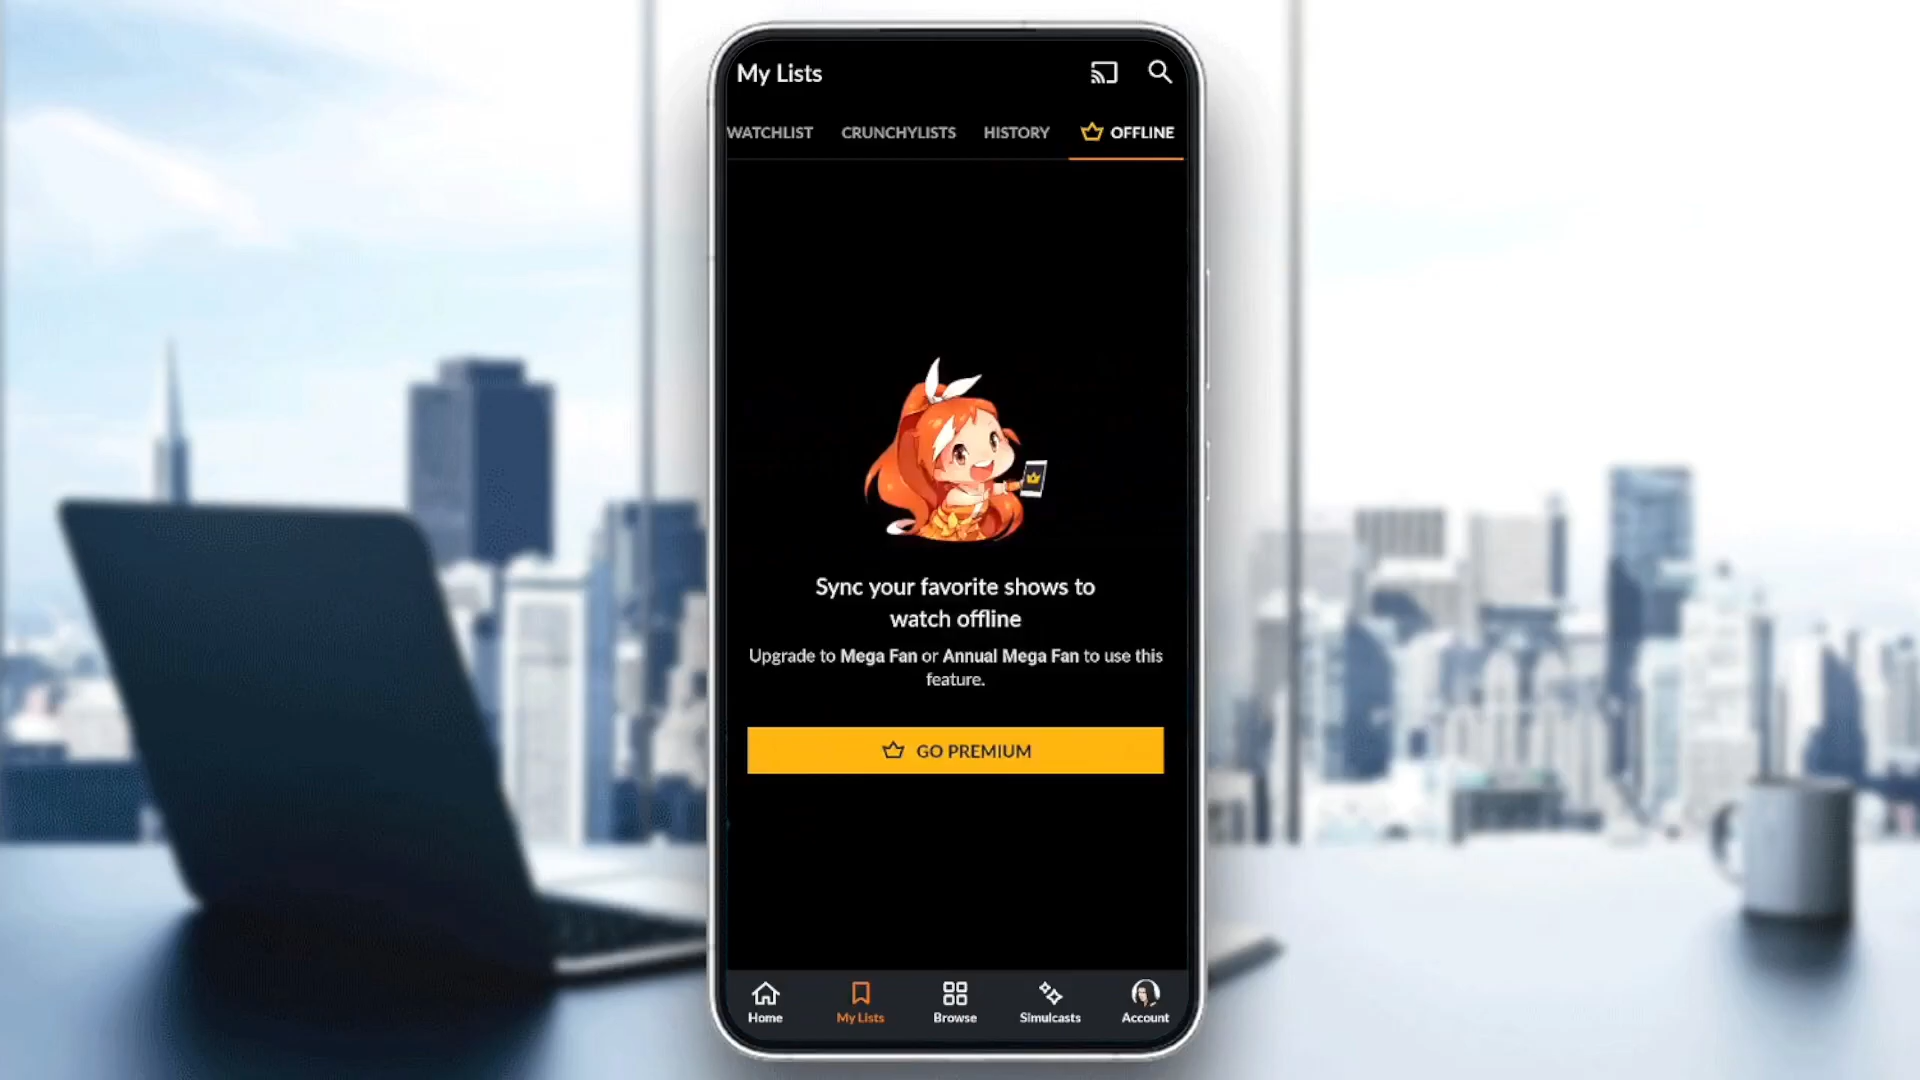 My Lists
WATCHLIST CRUNCHYLISTS HISTORY OFFLINE
Sync your favorite shows to
watch offline
Upgrade to Mega Fan or Annual Mega Fan to use this
feature.
GO PREMIUM
Home My Lists Browse Simulcasts Account